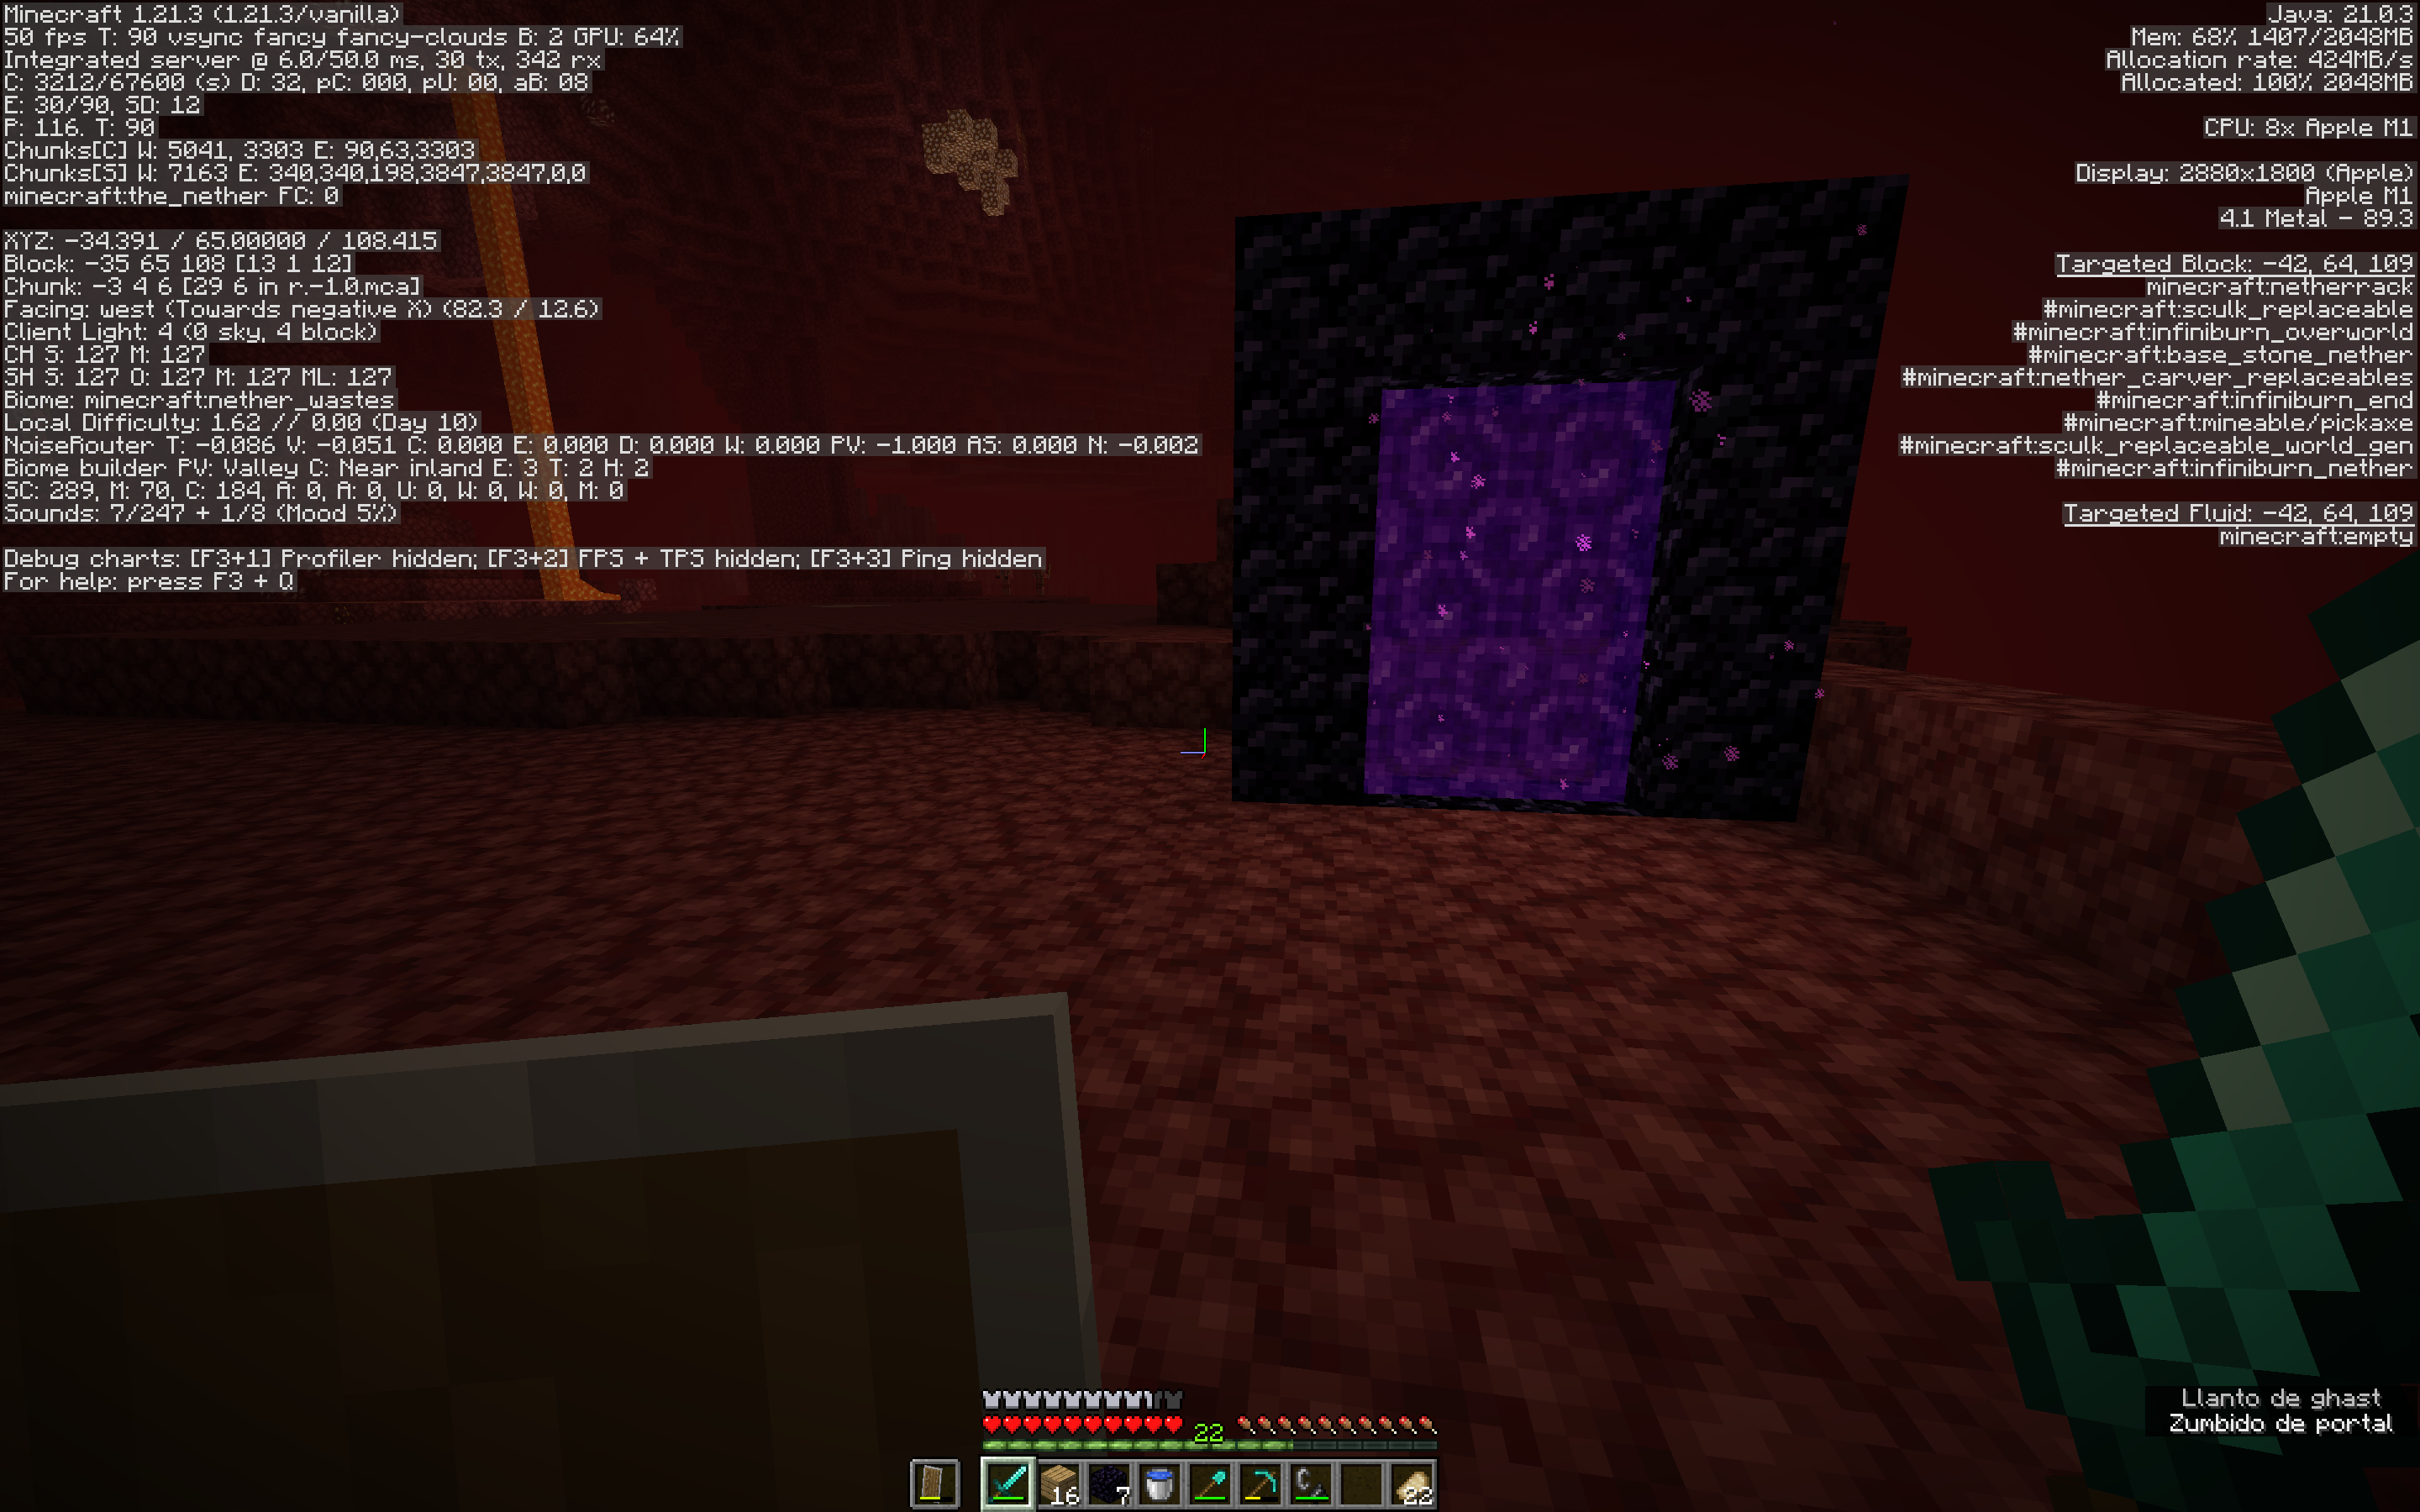 Minecraft 1.21.3 (1.21.3/vanilla)
50 fps T: 90 vsync fancy fancy-clouds B: 2 GPU: 64%
Integrated server @ 6.0/50.0 ms, 30 tx, 342 rx
C: 3212/67600 (s) D: 32, pC: 000, pU: 00, aB: 08
E: 30/90, SD: 12
P: 116. T: 90
Chunks[C] W: 5041, 3303 E: 90,63,3303
Chunks[S] W: 7163 E: 340,340,198,3847,3847,0,0
minecraft:the_nether FC: 0
XYZ: -34.391 / 65.00000 / 108.415
Block: -35 65 108 [13 1 12]
Chunk: -3 4 6 [29 6 in r.-1.0.mca]
Facing: west (Towards negative X) (82.3 / 12.6)
Client Light: 4 (0 sky, 4 block)
CH S: 127 M: 127
SH S: 127 O: 127 M: 127 ML: 127
Biome: minecraft:nether_wastes
Local Difficulty: 1.62 // 0.00 (Day 10)
NoiseRouter T: -0.086 V: -0.051 C: 0.000 E: 0.000 D: 0.000 W: 0.000 PV: -1.000 AS: 0.000 N: -0.002
Biome builder PV: Valley C: Near inland E: 3 T: 2 H: 2
SC: 289, M: 70, C: 184, A: 0, A: 0, U: 0, W: 0, W: 0, M: 0
Sounds: 7/247 + 1/8 (Mood 5%)
Debug charts: [F3+1] Profiler hidden; [F3+2] FPS + TPS hidden; [F3+3] Ping hidden
For help: press F3 + Q
Java: 21.0.3
Mem: 68% 1407/2048MB
Allocation rate: 424MB/s
Allocated: 100% 2048MB
CPU: 8x Apple M1
Display: 2880x1800 (Apple)
Apple M1
4.1 Metal - 89.3
Targeted Block: -42, 64, 109
minecraft:netherrack
#minecraft:sculk_replaceable
#minecraft:infiniburn_overworld
#minecraft:base_stone_nether
#minecraft:nether_carver_replaceables
#minecraft:infiniburn_end
#minecraft:mineable/pickaxe
#minecraft:sculk_replaceable_world_gen
#minecraft:infiniburn_nether
Targeted Fluid: -42, 64, 109
minecraft:empty
Llanto de ghast
Zumbido de portal
22
16
7
22